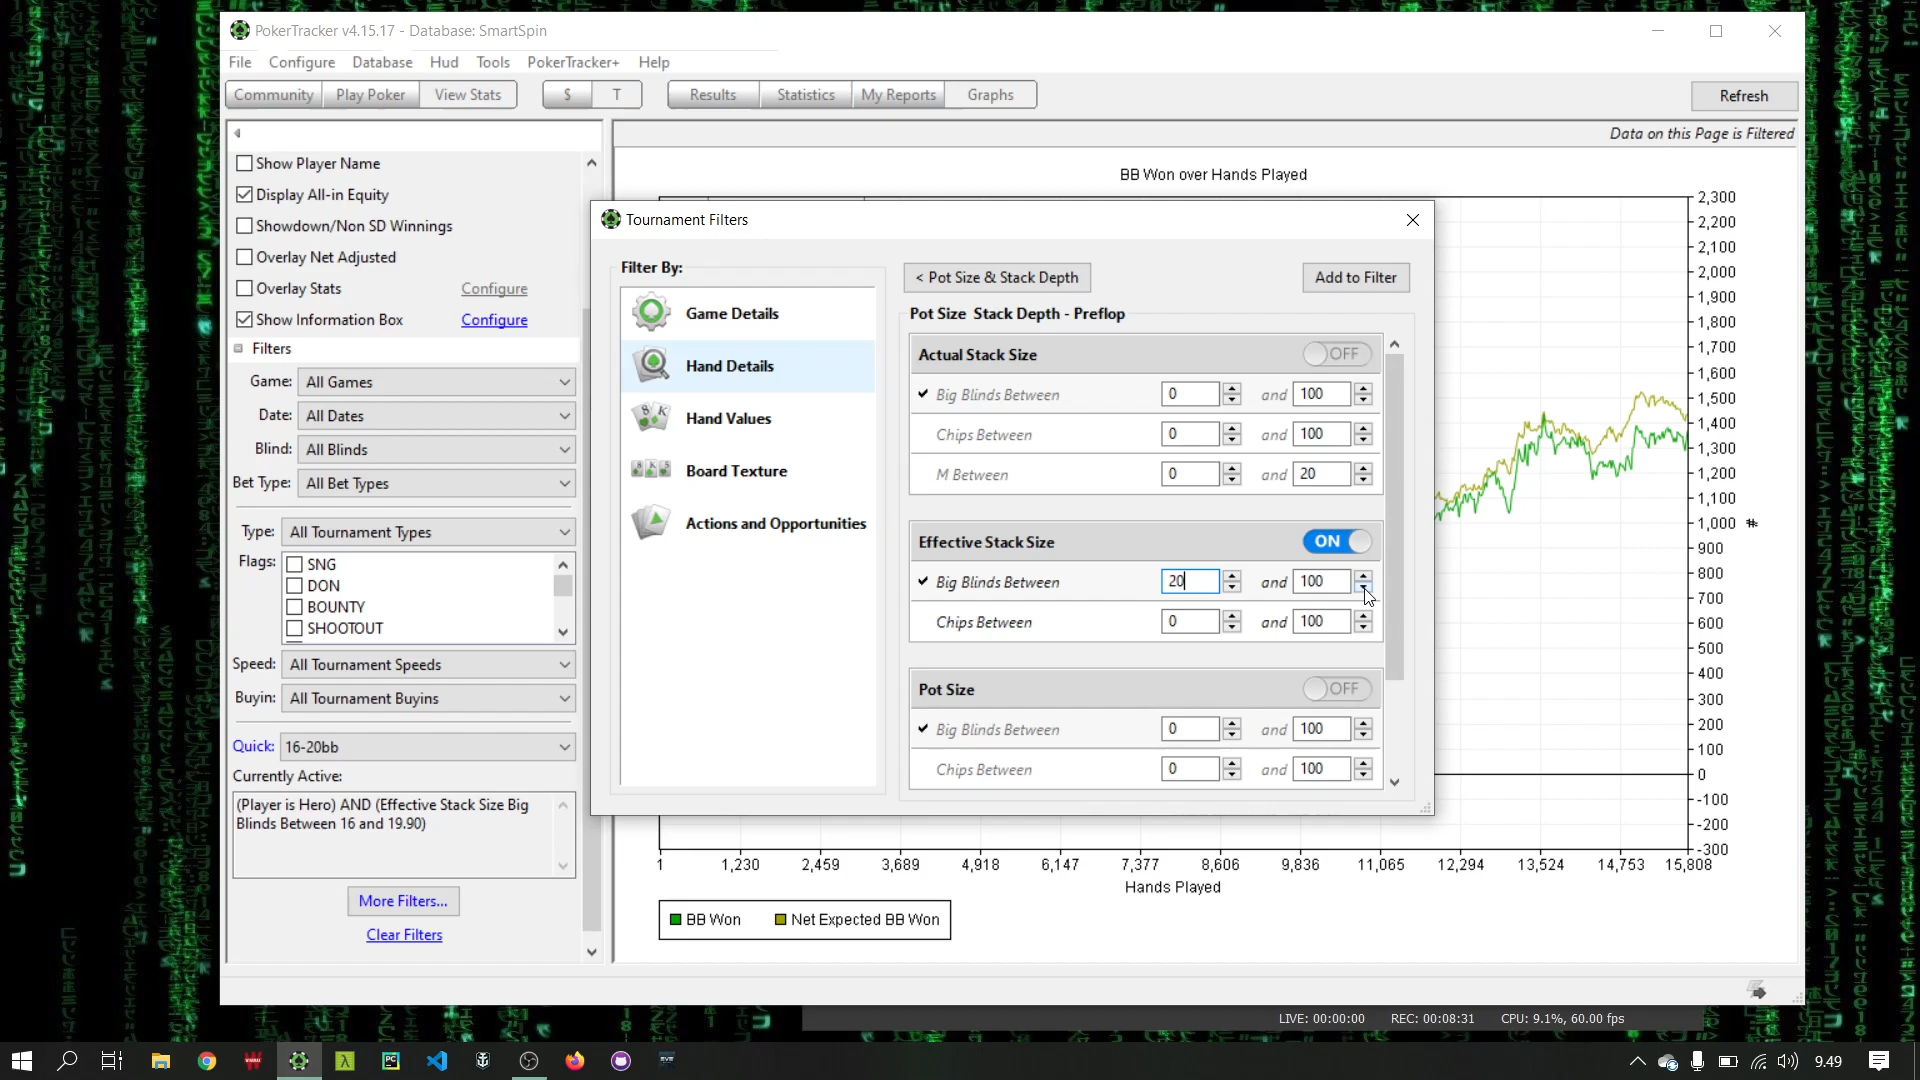 PokerTracker v4.15.17 - Database: SmartSpin
File Configure Database Hud Tools PokerTracker+ Help
Community Play Poker View Stats $ T Results Statistics My Reports Graphs Refresh
Data on this Page is Filtered
Show Player Name
Display All-in Equity
Showdown/Non SD Winnings
Overlay Net Adjusted
Overlay Stats Configure
Show Information Box Configure
Filters
Game: All Games
Date: All Dates
Blind: All Blinds
Bet Type: All Bet Types
Type: All Tournament Types
Flags: SNG
DON
BOUNTY
SHOOTOUT
Speed: All Tournament Speeds
Buyin: All Tournament Buyins
Quick: 16-20bb
Currently Active:
(Player is Hero) AND (Effective Stack Size Big
Blinds Between 16 and 19.90)
More Filters...
Clear Filters
BB Won over Hands Played
Tournament Filters
Filter By:
Game Details
Hand Details
Hand Values
Board Texture
Actions and Opportunities
< Pot Size & Stack Depth Add to Filter
Pot Size Stack Depth - Preflop
Actual Stack Size OFF
Big Blinds Between 0 and 100
Chips Between 0 and 100
M Between 0 and 20
Effective Stack Size ON
Big Blinds Between 20 and 100
Chips Between 0 and 100
Pot Size OFF
Big Blinds Between 0 and 100
Chips Between 0 and 100
2,300
2,200
2,100
2,000
1,900
1,800
1,700
1,600
1,500
1,400
1,300
1,200
1,100
1,000 #
900
800
700
600
500
400
300
200
100
0
-100
-200
-300
1 1,230 2,459 3,689 4,918 6,147 7,377 8,606 9,836 11,065 12,294 13,524 14,753 15,808
Hands Played
BB Won Net Expected BB Won
LIVE: 00:00:00 REC: 00:08:31 CPU: 9.1%, 60.00 fps
9.49